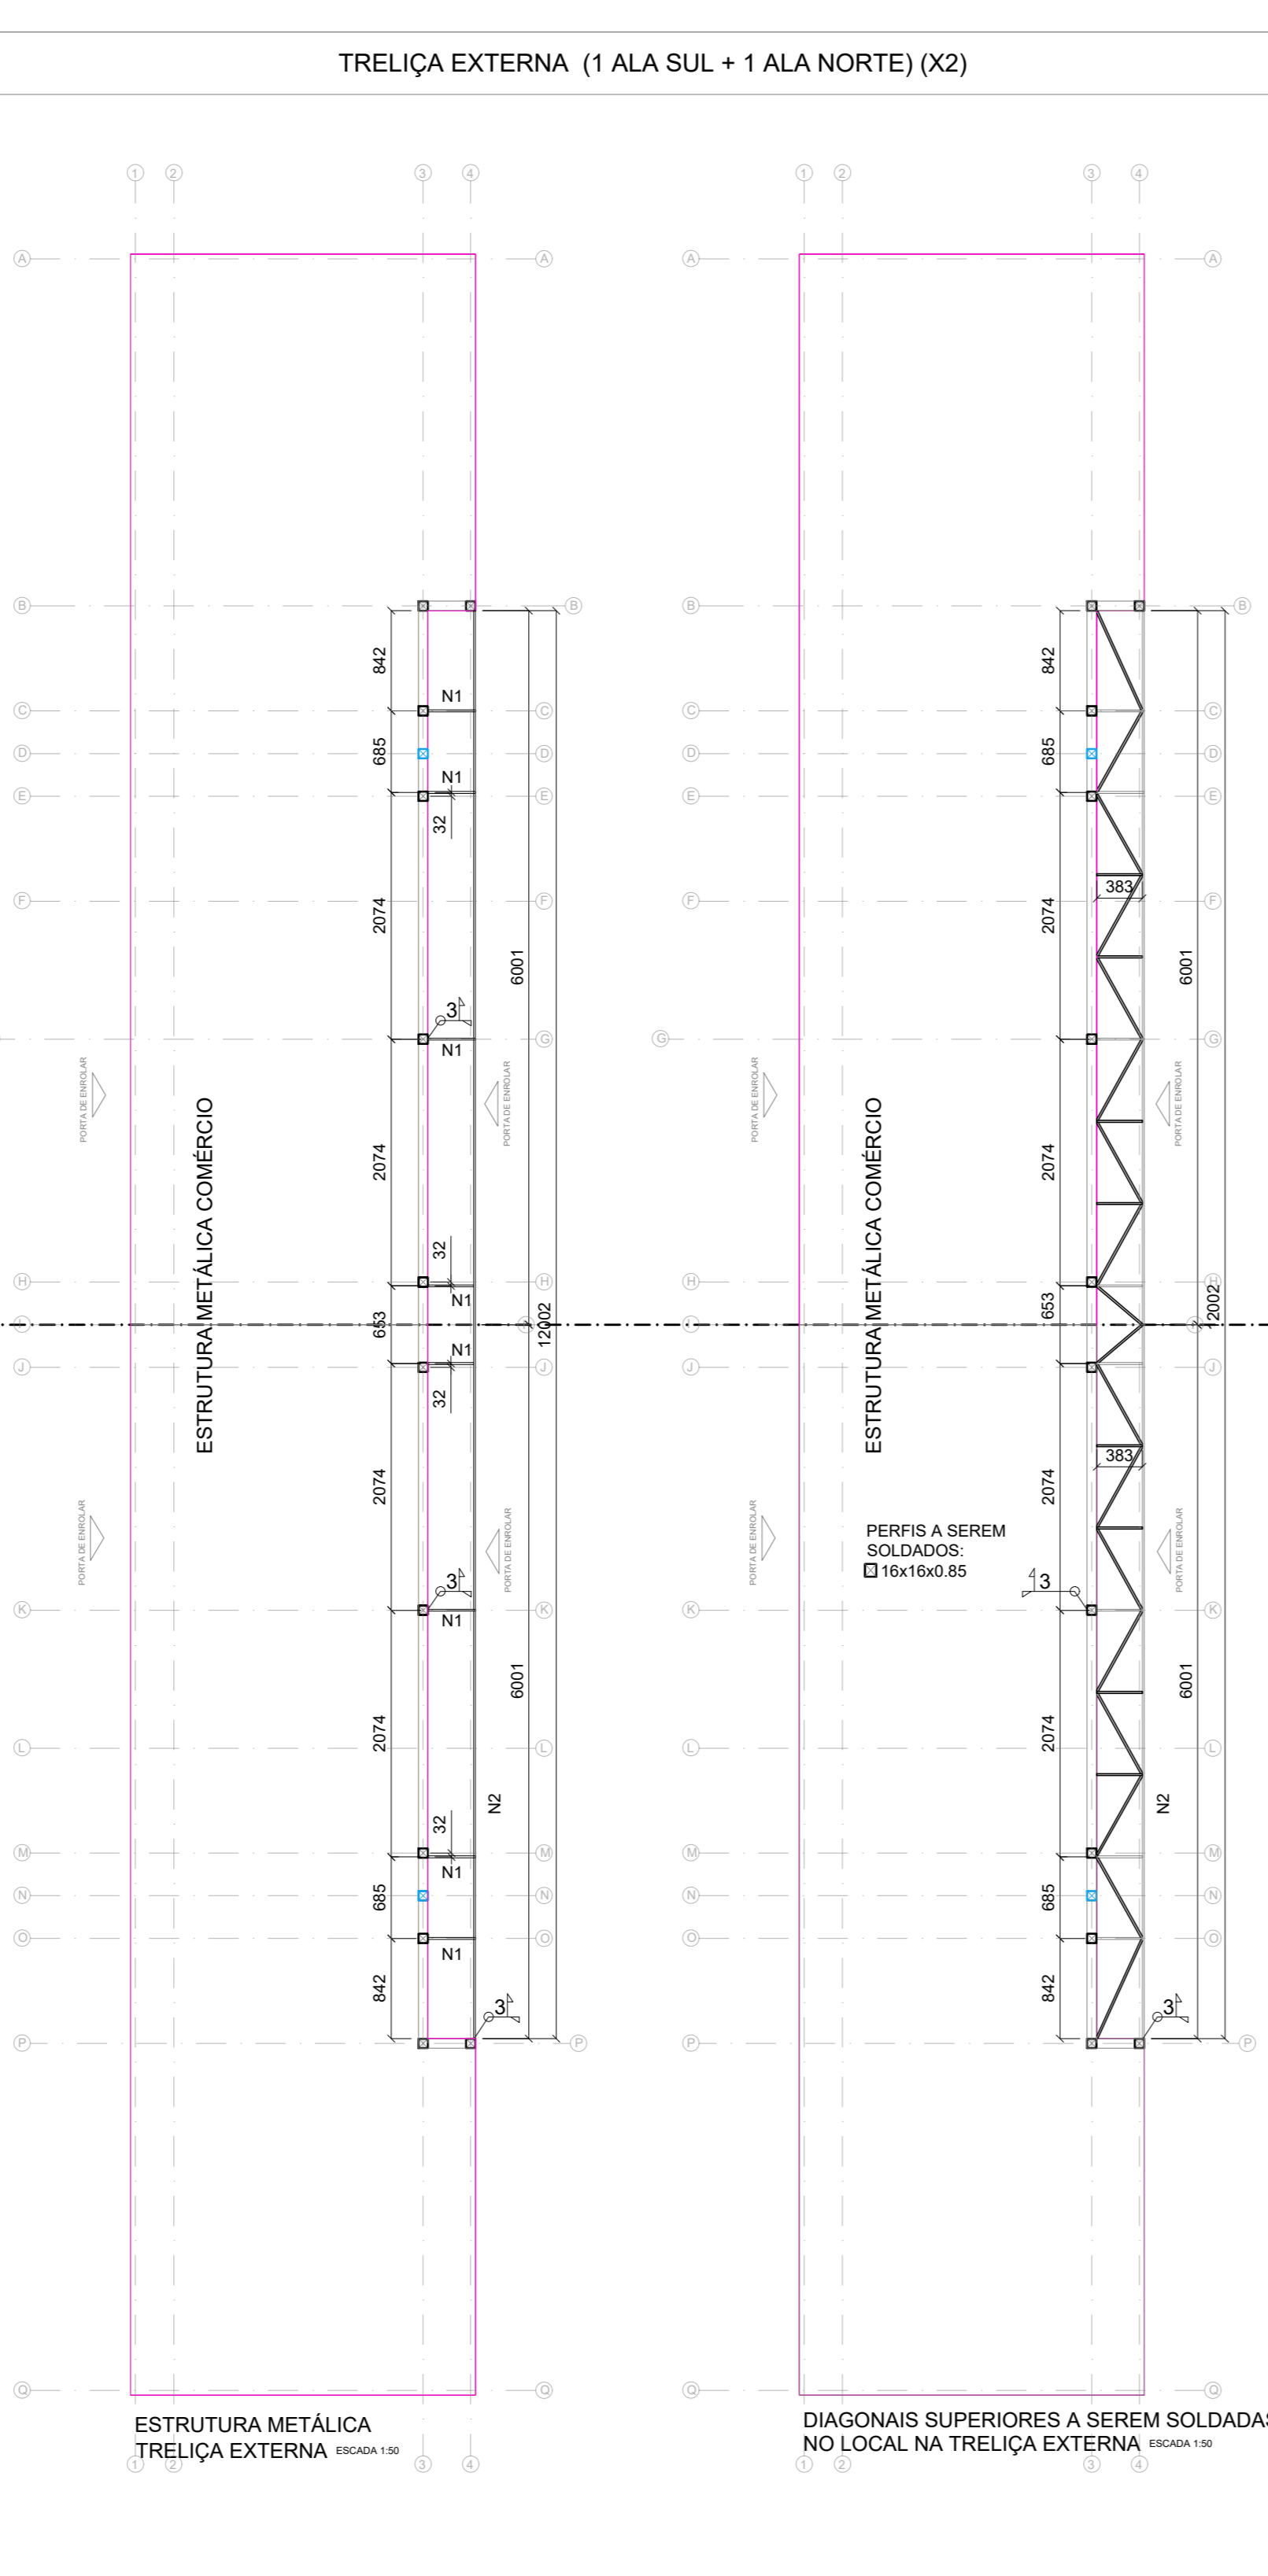 TRELIÇA EXTERNA (1 ALA SUL + 1 ALA NORTE) (X2)
1 2 3 4
1 2 3 4
A A
A A
B B
B B
842
842
N1
C C
C C
685
685
D D
D D
N1
E E
E E
32
383
F F
F F
2074
2074
6001
6001
3
G
G G
N1
PORTA DE ENROLAR
PORTA DE ENROLAR
PORTA DE ENROLAR
PORTA DE ENROLAR
ESTRUTURA METÁLICA COMÉRCIO
ESTRUTURA METÁLICA COMÉRCIO
2074
2074
32
H H
H H
N1
653
653
12002
12002
N1
J J
J J
32
383
2074
2074
6001
6001
PORTA DE ENROLAR
PORTA DE ENROLAR
PORTA DE ENROLAR
PORTA DE ENROLAR
PERFIS A SEREM
SOLDADOS:
16x16x0.85
3
3
K K
K K
N1
2074
2074
L L
L L
N2
N2
32
M M
M M
N1
685
685
N N
N N
O O
O O
N1
842
842
3
3
P P
P P
Q Q
Q Q
ESTRUTURA METÁLICA
TRELIÇA EXTERNA ESCADA 1:50
DIAGONAIS SUPERIORES A SEREM SOLDADAS
NO LOCAL NA TRELIÇA EXTERNA ESCADA 1:50
1 2 3 4
1 2 3 4